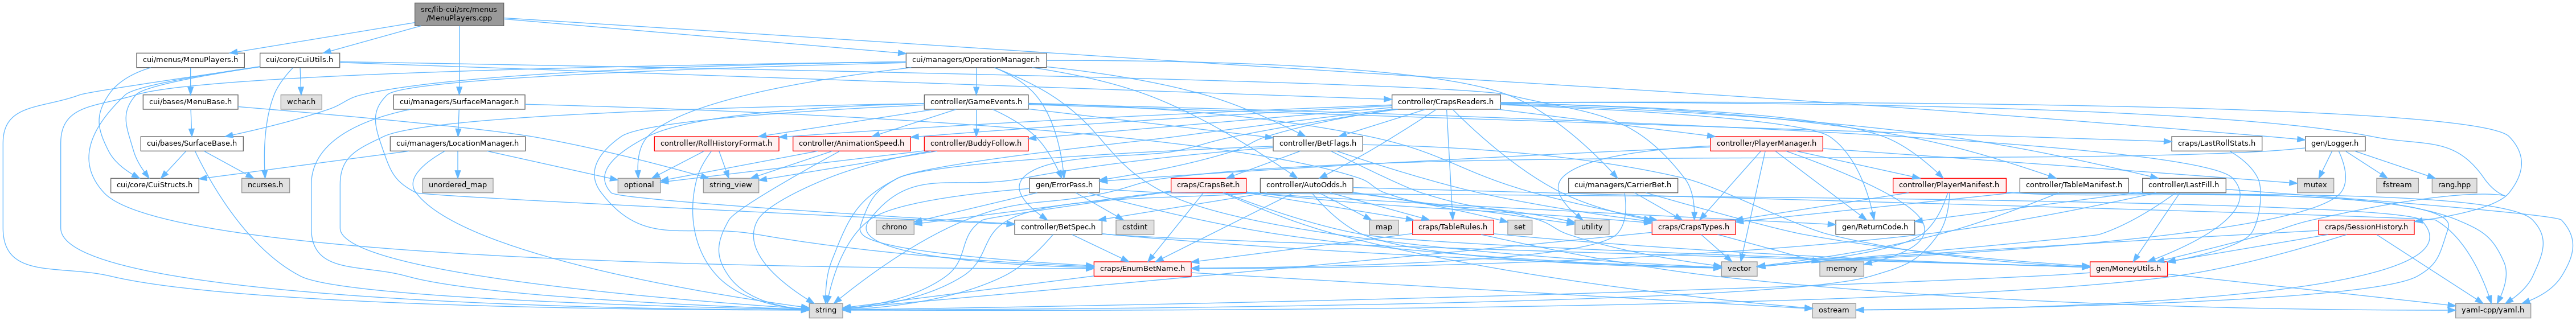 src/lib-cui/src/menus
/MenuPlayers.cpp
cui/menus/MenuPlayers.h
cui/core/CuiUtils.h
cui/managers/OperationManager.h
cui/bases/MenuBase.h
wchar.h
cui/managers/SurfaceManager.h
controller/GameEvents.h
controller/CrapsReaders.h
cui/bases/SurfaceBase.h
cui/managers/LocationManager.h
controller/RollHistoryFormat.h
controller/AnimationSpeed.h
controller/BuddyFollow.h
controller/BetFlags.h
controller/PlayerManager.h
craps/LastRollStats.h
gen/Logger.h
cui/core/CuiStructs.h
ncurses.h
unordered_map
optional
string_view
gen/ErrorPass.h
craps/CrapsBet.h
controller/AutoOdds.h
cui/managers/CarrierBet.h
controller/PlayerManifest.h
controller/TableManifest.h
controller/LastFill.h
mutex
fstream
rang.hpp
chrono
cstdint
controller/BetSpec.h
map
craps/TableRules.h
set
utility
craps/CrapsTypes.h
gen/ReturnCode.h
craps/SessionHistory.h
craps/EnumBetName.h
vector
memory
gen/MoneyUtils.h
string
ostream
yaml-cpp/yaml.h